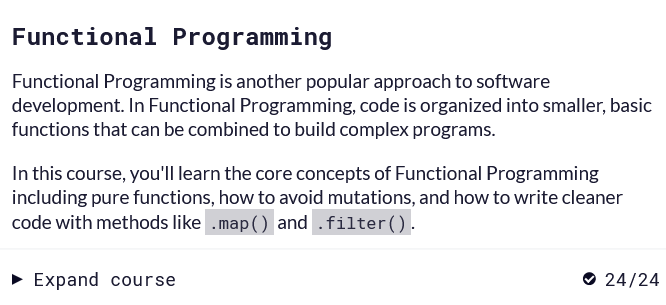 Functional Programming
Functional Programming is another popular approach to software
development. In Functional Programming, code is organized into smaller, basic
functions that can be combined to build complex programs.
In this course, you'll learn the core concepts of Functional Programming
including pure functions, how to avoid mutations, and how to write cleaner
code with methods like .map() and .filter().
Expand course 24/24